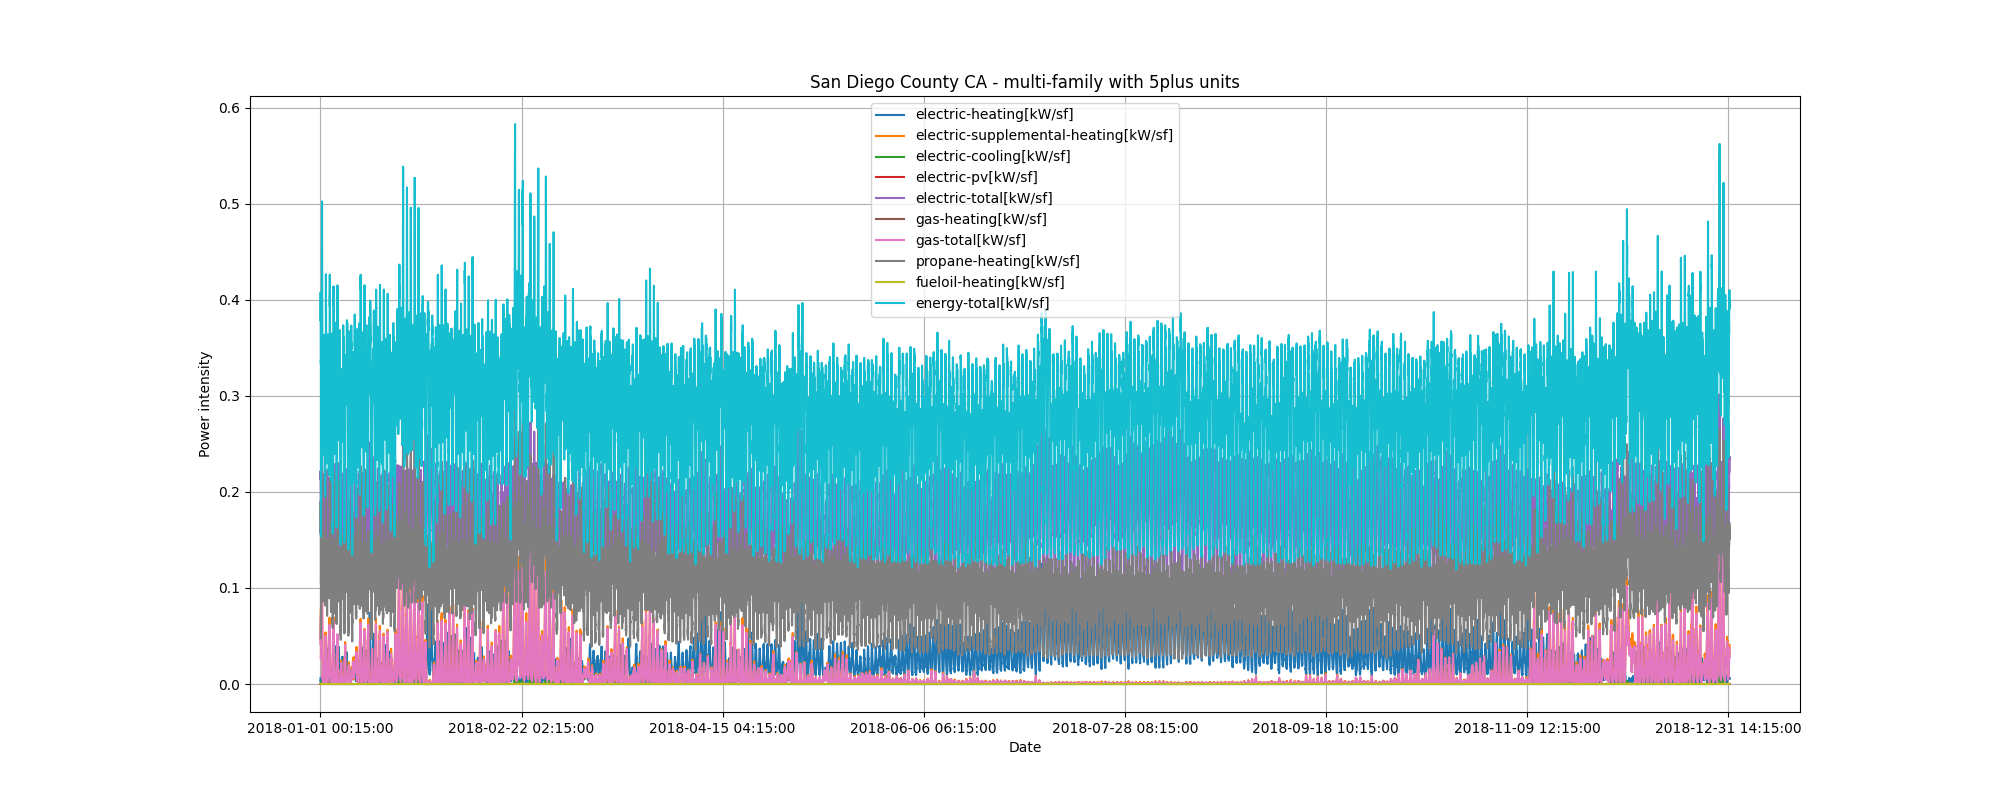 San Diego County CA - multi-family with 5plus units
0.6
0.5
0.4
0.3
0.2
0.1
0.0
Power intensity
electric-heating[kW/sf]
electric-supplemental-heating[kW/sf]
electric-cooling[kW/sf]
electric-pv[kW/sf]
electric-total[kW/sf]
gas-heating[kW/sf]
gas-total[kW/sf]
propane-heating[kW/sf]
fueloil-heating[kW/sf]
energy-total[kW/sf]
2018-01-01 00:15:00 2018-02-22 02:15:00 2018-04-15 04:15:00 2018-06-06 06:15:00 2018-07-28 08:15:00 2018-09-18 10:15:00 2018-11-09 12:15:00 2018-12-31 14:15:00
Date